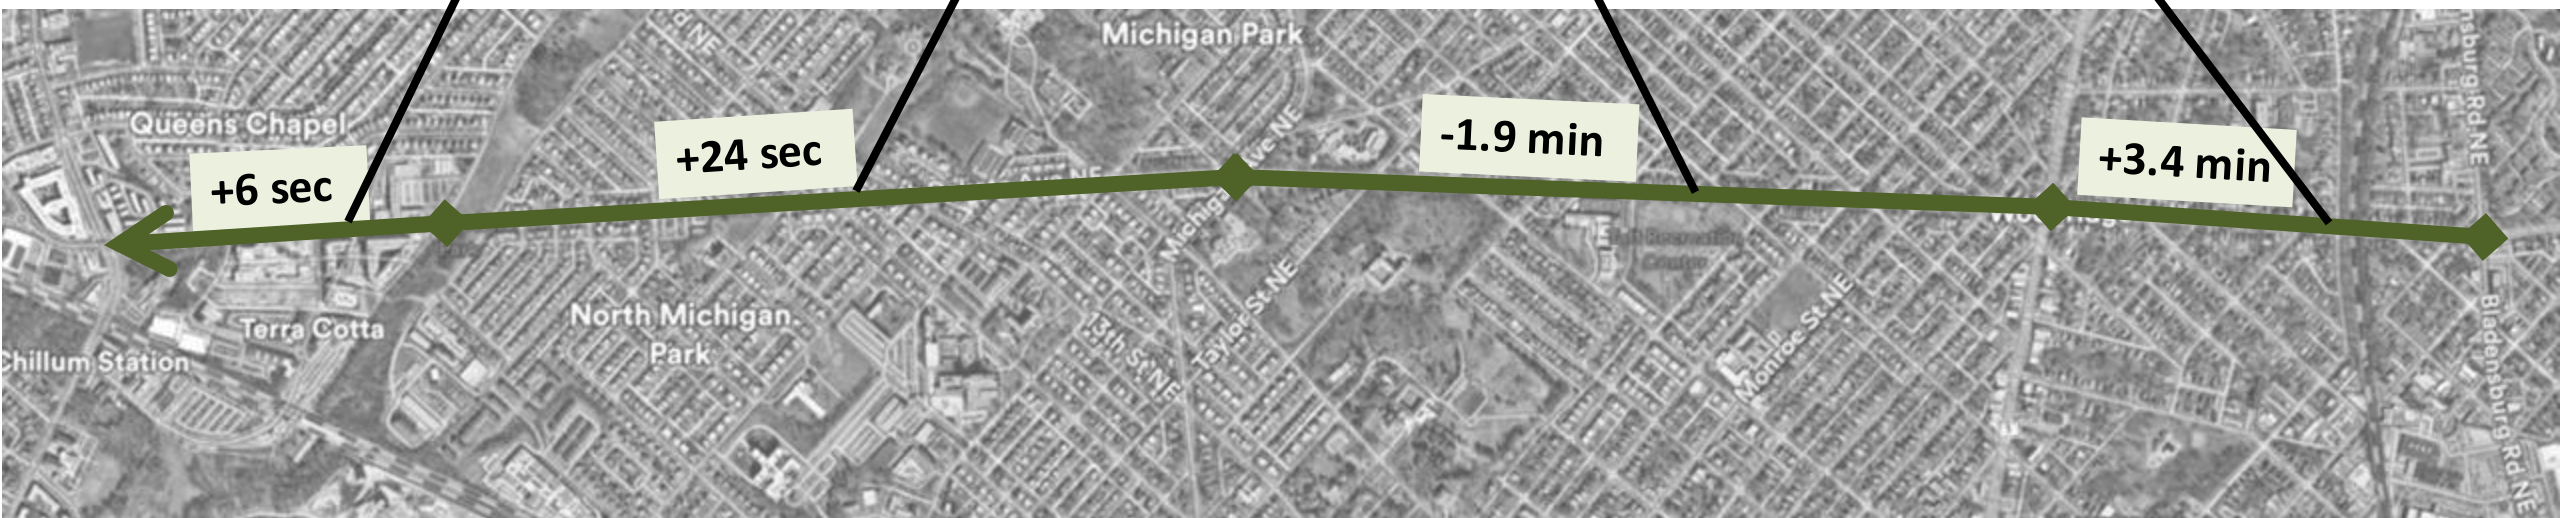 Michigan Park
Queens Chapel
+6 sec
+24 sec
-1.9 min
+3.4 min
Terra Cotta
Chillum Station
North Michigan
Park
13th St NE
Taylor St NE
Monroe St NE
Bladensburg Rd NE